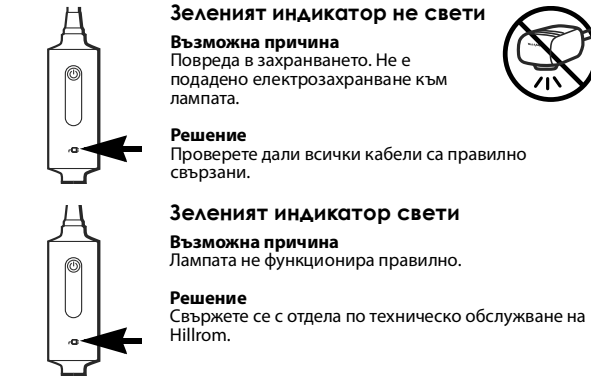 Зеленият индикатор не свети
Възможна причина
Повреда в захранването. Не е
подадено електрозахранване към
лампата.
Решение
Проверете дали всички кабели са правилно
свързани.
Зеленият индикатор свети
Възможна причина
Лампата не функционира правилно.
Решение
Свържете се с отдела по техническо обслужване на
Hillrom.